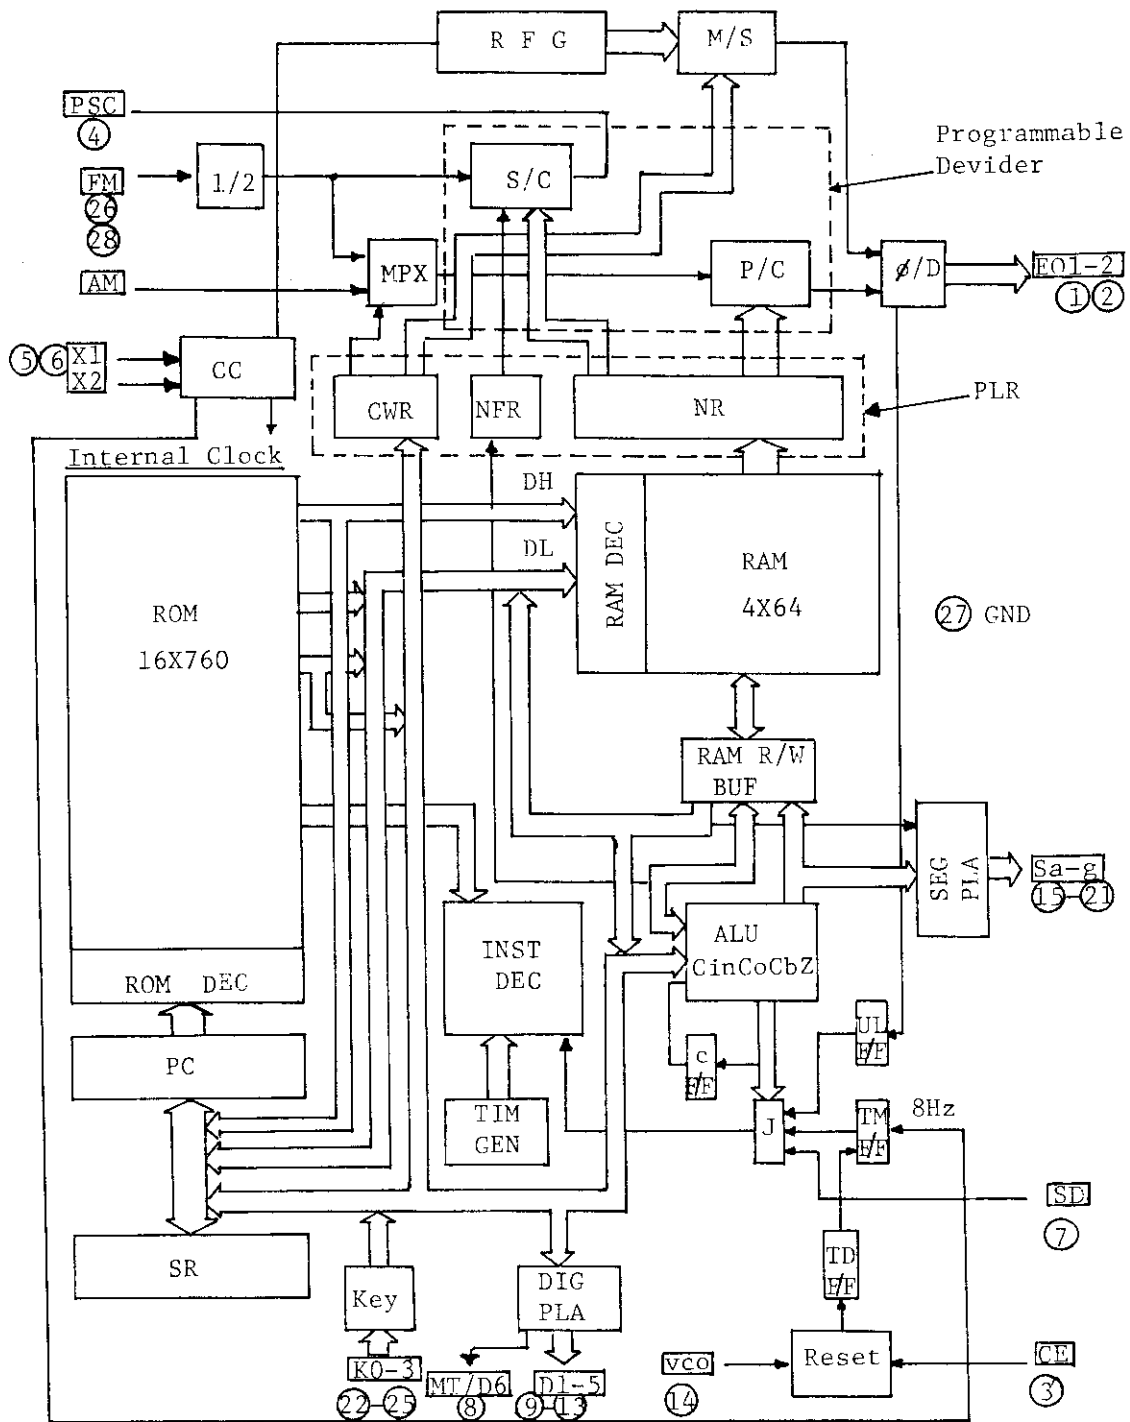 R F G
M/S
PSC
4
Programmable
Devider
1/2
S/C
FM
26
28
MPX
P/C
ø/D
EO1-2
1 2
AM
5 6 X1
X2
CC
CWR
NFR
NR
PLR
Internal Clock
DH
DL
RAM DEC
RAM
4X64
ROM
16X760
27 GND
RAM R/W
BUF
SEG
PLA
Sa-g
15-21
INST
DEC
ALU
CinCoCbZ
ROM DEC
PC
c
F/F
UL
F/F
TIM
GEN
J
TM
F/F
8Hz
SD
7
SR
TD
F/F
Key
DIG
PLA
K0-3
22-25
MT/D6
8
D1-5
9-13
vco
14
Reset
CE
3